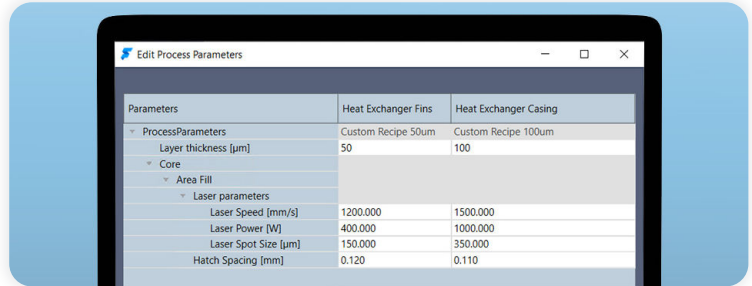 Edit Process Parameters
Parameters Heat Exchanger Fins Heat Exchanger Casing
ProcessParameters Custom Recipe 50um Custom Recipe 100um
Layer thickness [µm] 50 100
Core
Area Fill
Laser parameters
Laser Speed [mm/s] 1200.000 1500.000
Laser Power [W] 400.000 1000.000
Laser Spot Size [µm] 150.000 350.000
Hatch Spacing [mm] 0.120 0.110